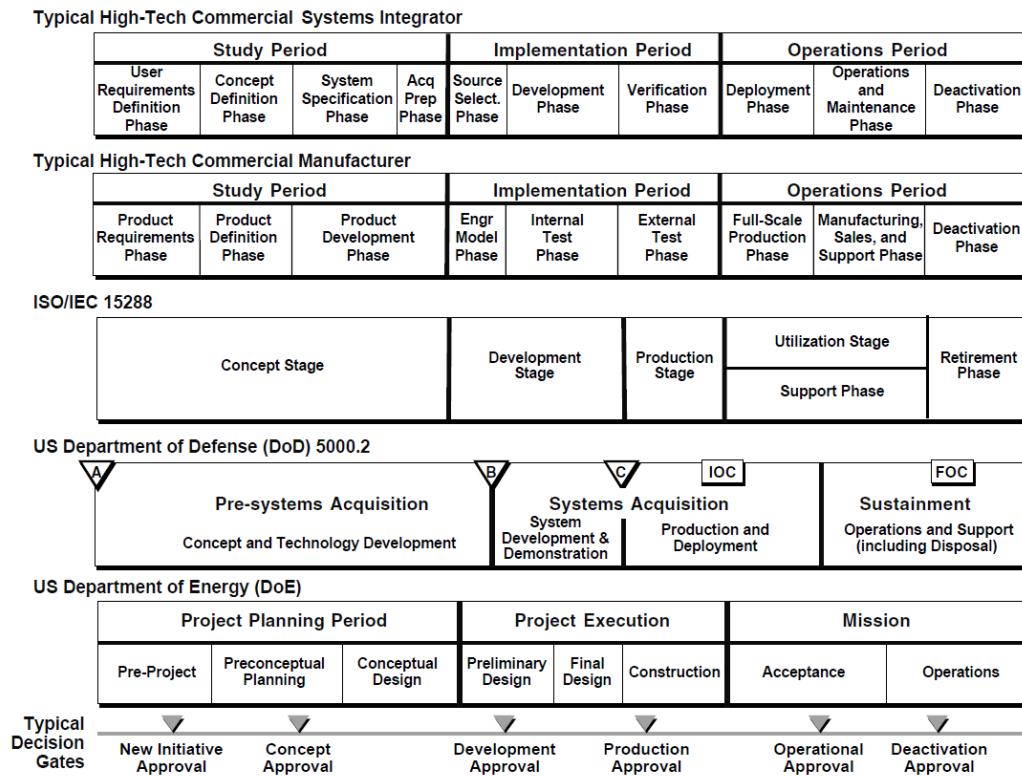 Typical High-Tech Commercial Systems Integrator
Study Period
Implementation Period
Operations Period
User
Requirements
Definition
Phase
Concept
Definition
Phase
System
Specification
Phase
Acq
Prep
Phase
Source
Select.
Phase
Development
Phase
Verification
Phase
Deployment
Phase
Operations
and
Maintenance
Phase
Deactivation
Phase
Typical High-Tech Commercial Manufacturer
Study Period
Implementation Period
Operations Period
Product
Requirements
Phase
Product
Definition
Phase
Product
Development
Phase
Engr
Model
Phase
Internal
Test
Phase
External
Test
Phase
Full-Scale
Production
Phase
Manufacturing,
Sales, and
Support Phase
Deactivation
Phase
ISO/IEC 15288
Concept Stage
Development
Stage
Production
Stage
Utilization Stage
Support Phase
Retirement
Phase
US Department of Defense (DoD) 5000.2
A
B
C
IOC
FOC
Pre-systems Acquisition
Systems Acquisition
Sustainment
Concept and Technology Development
System
Development &
Demonstration
Production and
Deployment
Operations and Support
(including Disposal)
US Department of Energy (DoE)
Project Planning Period
Project Execution
Mission
Pre-Project
Preconceptual
Planning
Conceptual
Design
Preliminary
Design
Final
Design
Construction
Acceptance
Operations
Typical
Decision
Gates
New Initiative
Approval
Concept
Approval
Development
Approval
Production
Approval
Operational
Approval
Deactivation
Approval